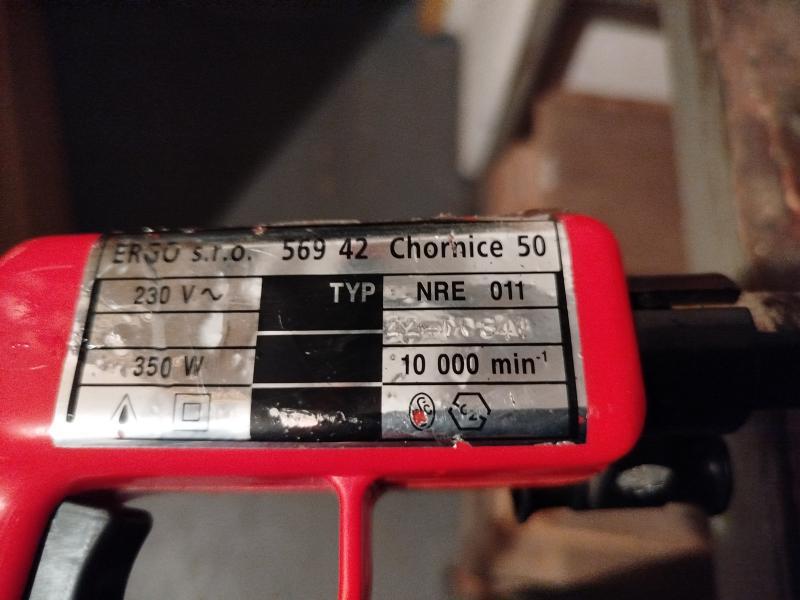 ERGO s.r.o. 569 42 Chornice 50
230 V ~ TYP NRE 011
350 W 10 000 min-1